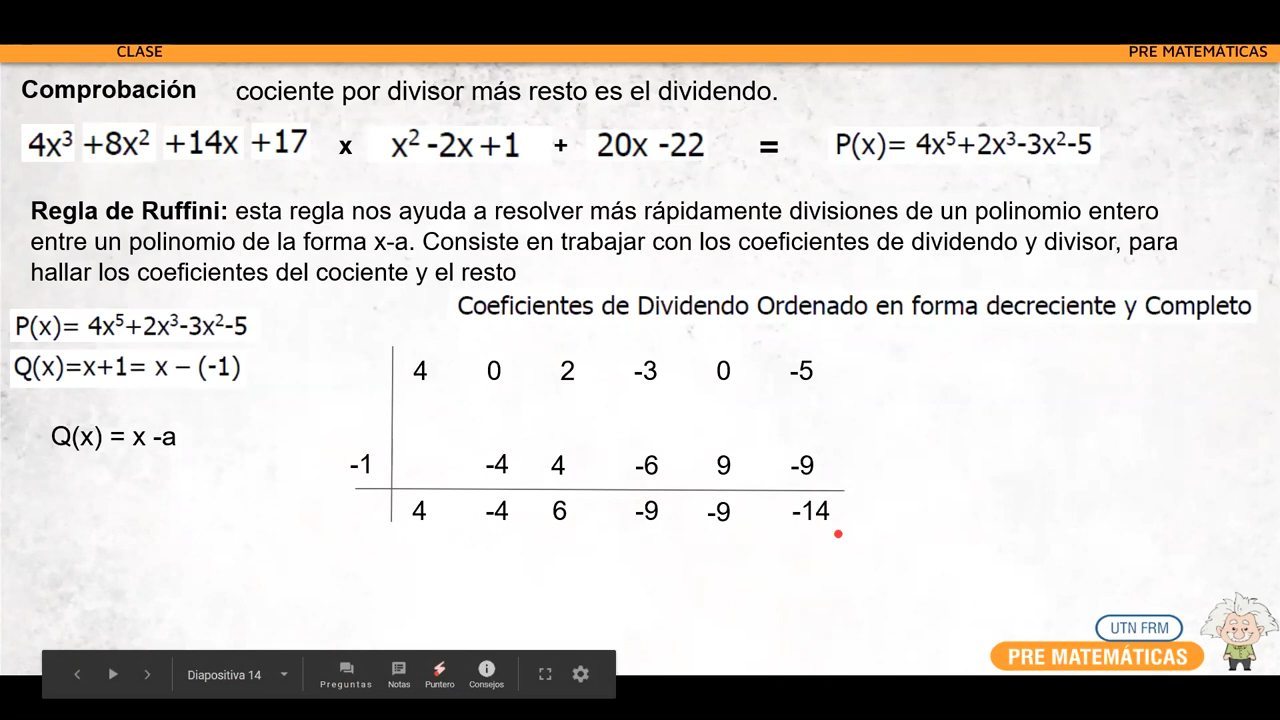 CLASE
PRE MATEMÁTICAS
Comprobación cociente por divisor más resto es el dividendo.
4x³ +8x² +14x +17 x x² -2x +1 + 20x -22 = P(x)= 4x⁵+2x³-3x²-5
Regla de Ruffini: esta regla nos ayuda a resolver más rápidamente divisiones de un polinomio entero
entre un polinomio de la forma x-a. Consiste en trabajar con los coeficientes de dividendo y divisor, para
hallar los coeficientes del cociente y el resto
Coeficientes de Dividendo Ordenado en forma decreciente y Completo
P(x)= 4x⁵+2x³-3x²-5
Q(x)=x+1= x – (-1)
Q(x) = x -a
4 0 2 -3 0 -5
-1 -4 4 -6 9 -9
4 -4 6 -9 -9 -14
UTN FRM
PRE MATEMÁTICAS
Diapositiva 14
Preguntas Notas Puntero Consejos